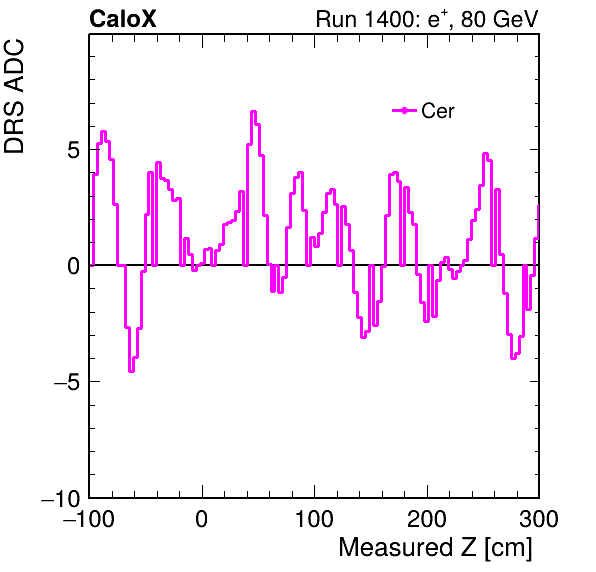 CaloX
Run 1400: e+, 80 GeV
DRS ADC
Cer
5
0
−5
−10
−100 0 100 200 300
Measured Z [cm]